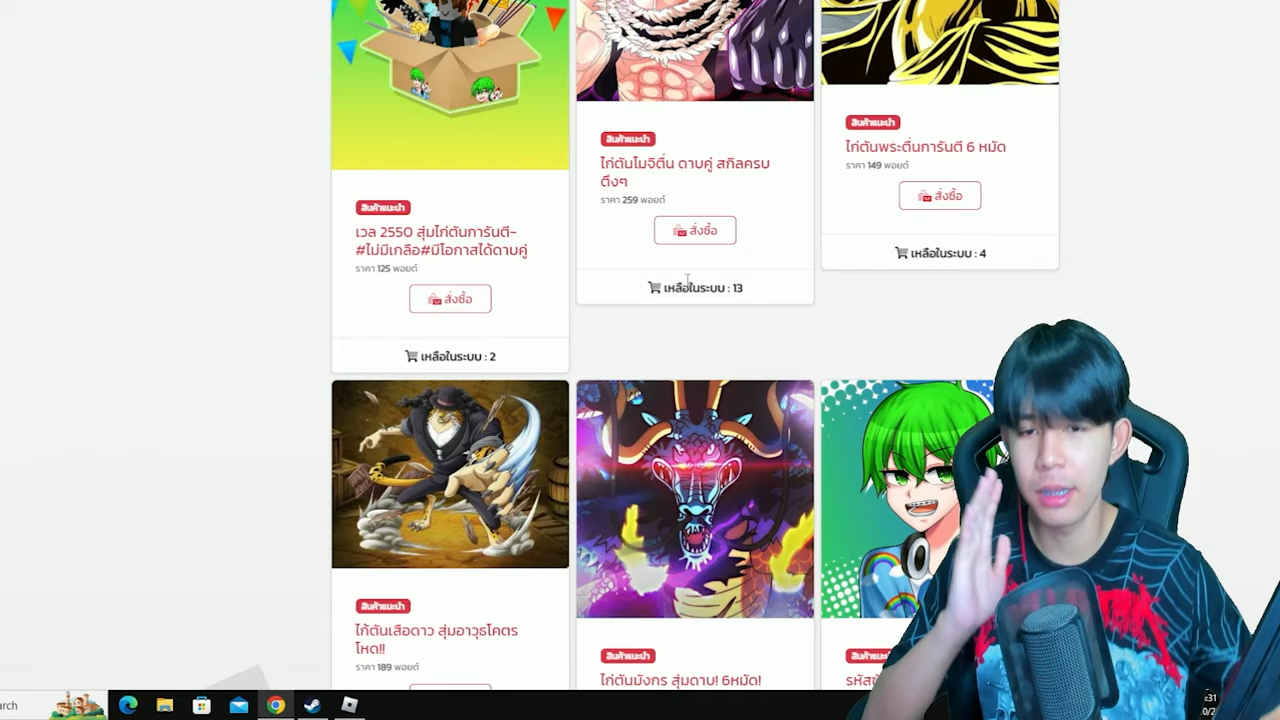 สินค้าแนะนำ
เวล 2550 สุ่มไก่ตันการันตี-
#ไม่มีเกลือ#มีโอกาสได้ดาบคู่
ราคา 125 พอยต์
สั่งซื้อ
เหลือในระบบ : 2
สินค้าแนะนำ
ไก่ตันโมจิตื่น ดาบคู่ สกิลครบ
ตึงๆ
ราคา 259 พอยต์
สั่งซื้อ
เหลือในระบบ : 13
สินค้าแนะนำ
ไก่ตันพระตื่นการันตี 6 หมัด
ราคา 149 พอยต์
สั่งซื้อ
เหลือในระบบ : 4
สินค้าแนะนำ
ไก้ตันเสือดาว สุ่มอาวุธโคตร
โหด!!
ราคา 189 พอยต์
สินค้าแนะนำ
ไก่ตันมังกร สุ่มดาบ! 6หมัด!
arch